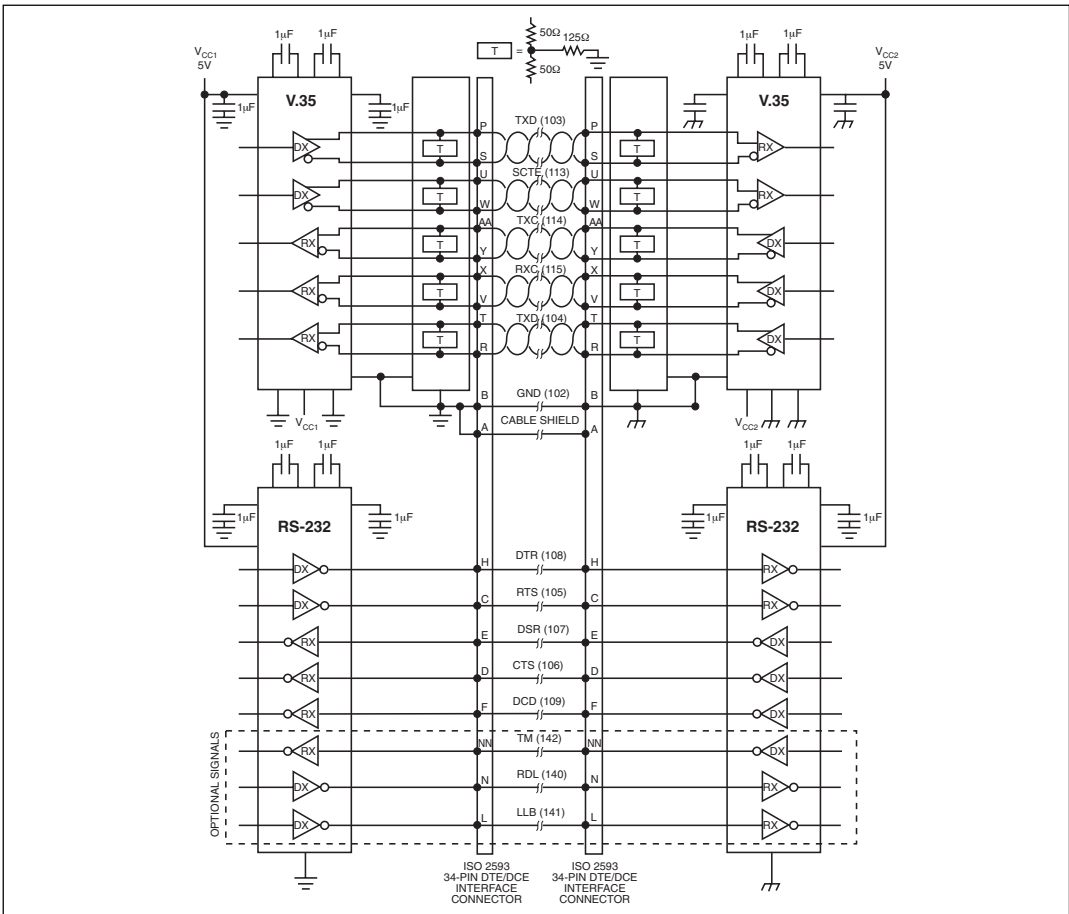 1µF 1µF
50Ω
125Ω
T =
50Ω
1µF 1µF
VCC1
5V
VCC2
5V
V.35
1µF
1µF
V.35
DX
T
P
TXD (103)
P
T
RX
S
S
DX
T
U
SCTE (113)
U
T
RX
W
W
RX
T
AA
TXC (114)
AA
T
DX
Y
Y
RX
T
X
RXC (115)
X
T
DX
V
V
RX
T
T
TXD (104)
T
T
DX
R
R
B
GND (102)
B
VCC1
VCC2
A
CABLE SHIELD
A
1µF 1µF
1µF 1µF
1µF
RS-232
1µF
1µF
RS-232
1µF
DX
H
DTR (108)
H
RX
DX
C
RTS (105)
C
RX
RX
E
DSR (107)
E
DX
RX
D
CTS (106)
D
DX
RX
F
DCD (109)
F
DX
OPTIONAL SIGNALS
RX
NN
TM (142)
NN
DX
DX
N
RDL (140)
N
RX
DX
L
LLB (141)
L
RX
ISO 2593
34-PIN DTE/DCE
INTERFACE
CONNECTOR
ISO 2593
34-PIN DTE/DCE
INTERFACE
CONNECTOR